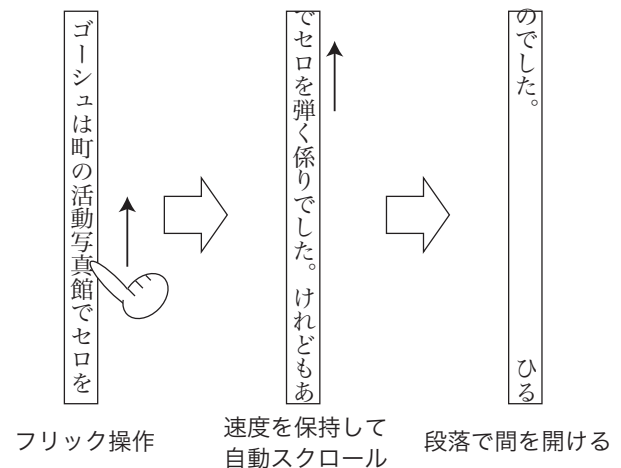 ゴーシュは町の活動写真館でセロを
でセロを弾く係りでした。けれどもあ
のでした。
ひる
フリック操作
速度を保持して
自動スクロール
段落で間を開ける